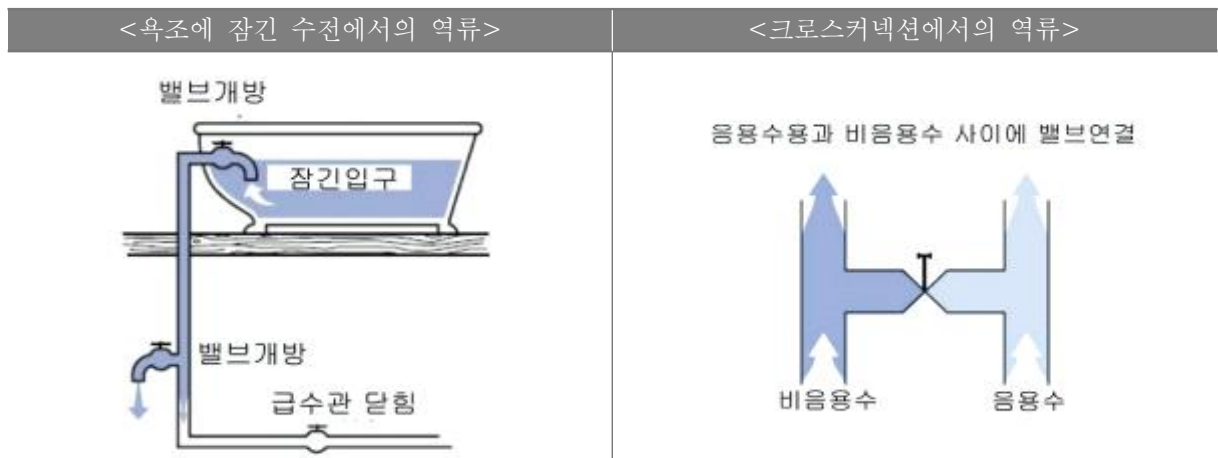 <욕조에 잠긴 수전에서의 역류>
<크로스커넥션에서의 역류>
밸브개방
잠긴입구
밸브개방
급수관 닫힘
음용수용과 비음용수 사이에 밸브연결
비음용수
음용수